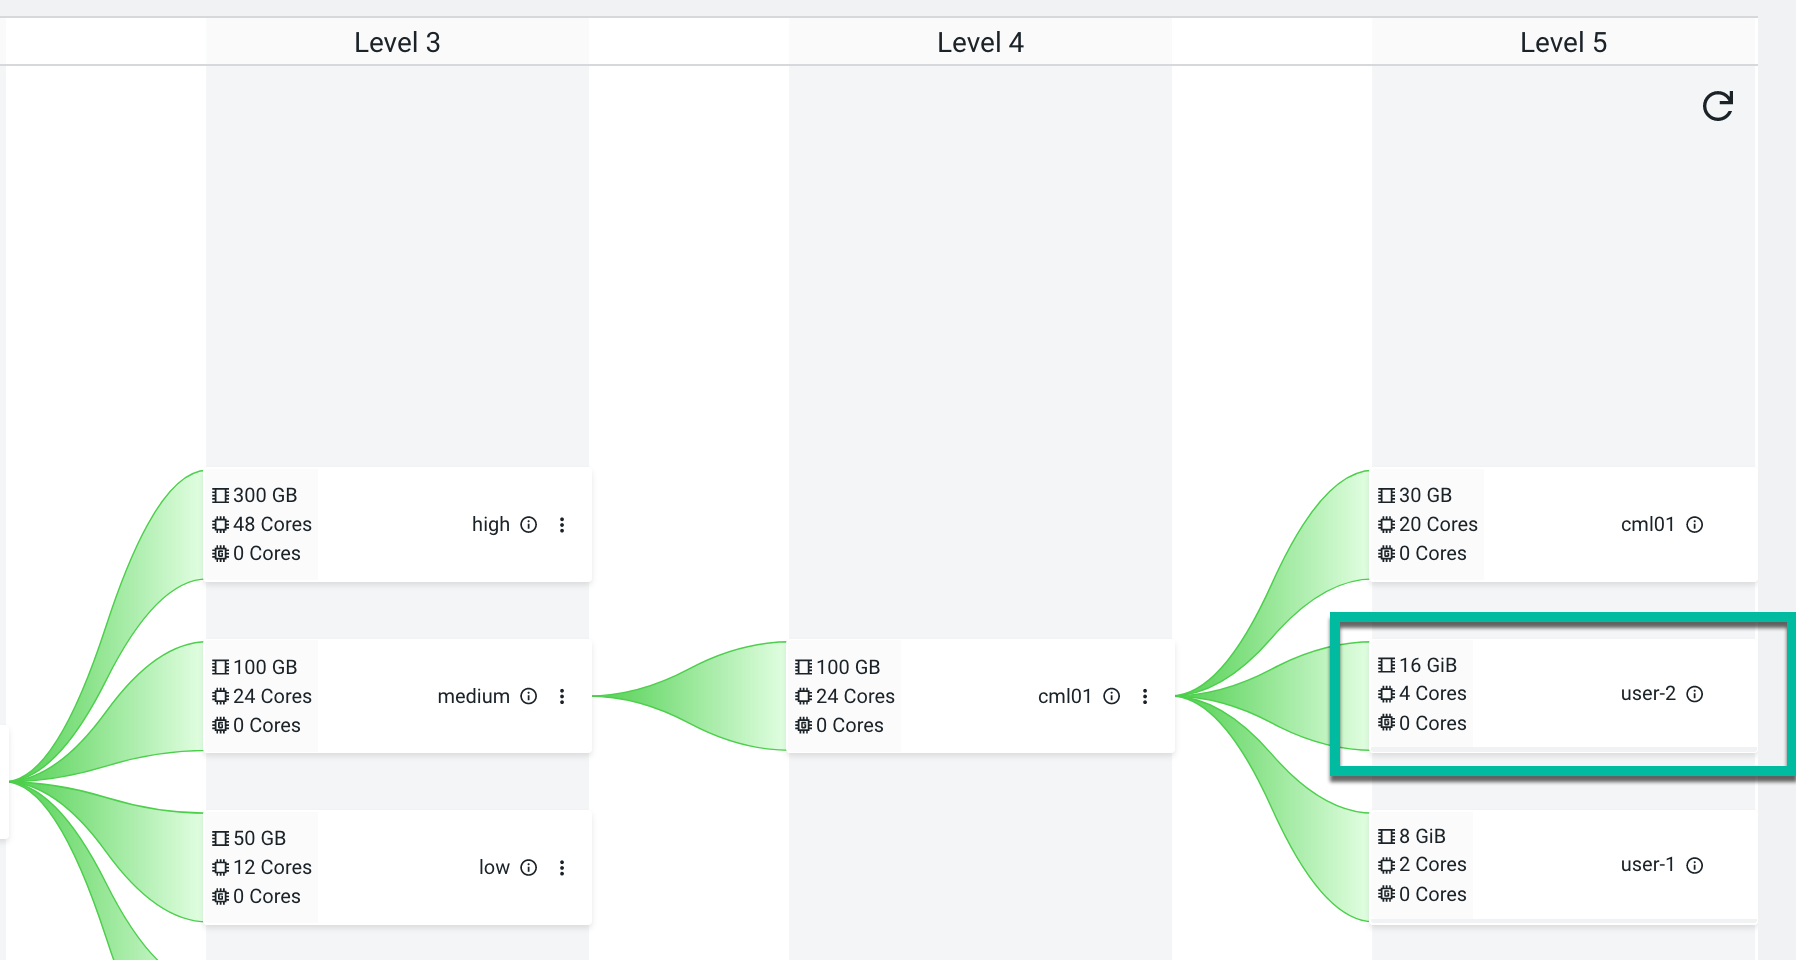 Level 3
Level 4
Level 5
300 GB
48 Cores
0 Cores
high
100 GB
24 Cores
0 Cores
medium
50 GB
12 Cores
0 Cores
low
100 GB
24 Cores
0 Cores
cml01
30 GB
20 Cores
0 Cores
cml01
16 GiB
4 Cores
0 Cores
user-2
8 GiB
2 Cores
0 Cores
user-1